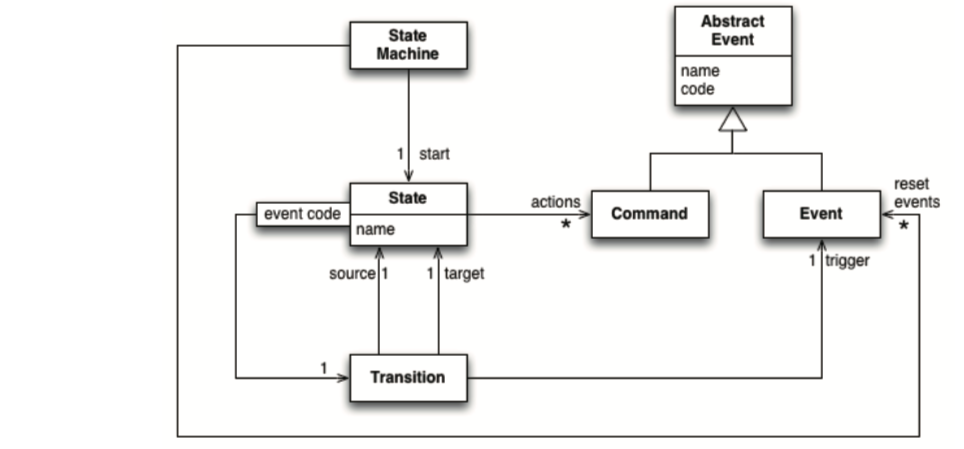 State
Machine
Abstract
Event
name
code
1 start
reset
events
*
event code
State
name
actions
*
Command
Event
source 1
1 target
1 trigger
1
Transition